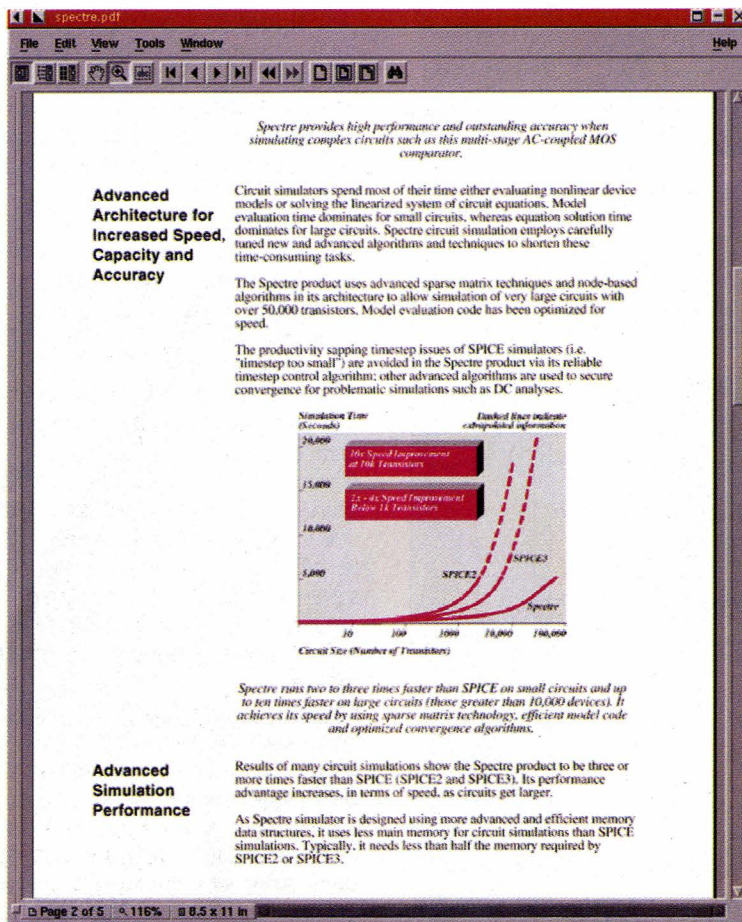 spectre.pdf
File Edit View Tools Window Help
Spectre provides high performance and outstanding accuracy when
simulating complex circuits such as this multi-stage AC-coupled MOS
comparator.
Advanced
Architecture for
Increased Speed,
Capacity and
Accuracy
Circuit simulators spend most of their time either evaluating nonlinear device
models or solving the linearized system of circuit equations. Model
evaluation time dominates for small circuits, whereas equation solution time
dominates for large circuits. Spectre circuit simulation employs carefully
tuned new and advanced algorithms and techniques to shorten these
time-consuming tasks.
The Spectre product uses advanced sparse matrix techniques and node-based
algorithms in its architecture to allow simulation of very large circuits with
over 50,000 transistors. Model evaluation code has been optimized for
speed.
The productivity sapping timestep issues of SPICE simulators (i.e.
"timestep too small") are avoided in the Spectre product via its reliable
timestep control algorithm; other advanced algorithms are used to secure
convergence for problematic simulations such as DC analyses.
Simulation Time
(Seconds)
Dashed lines indicate
extrapolated information
20,000
10x Speed Improvement
at 10k Transistors
15,000
2x - 4x Speed Improvement
Below 1k Transistors
10,000
5,000
SPICE2
SPICE3
Spectre
10 100 1000 10,000 100,000
Circuit Size (Number of Transistors)
Spectre runs two to three times faster than SPICE on small circuits and up
to ten times faster on large circuits (those greater than 10,000 devices). It
achieves its speed by using sparse matrix technology, efficient model code
and optimized convergence algorithms.
Advanced
Simulation
Performance
Results of many circuit simulations show the Spectre product to be three or
more times faster than SPICE (SPICE2 and SPICE3). Its performance
advantage increases, in terms of speed, as circuits get larger.
As Spectre simulator is designed using more advanced and efficient memory
data structures, it uses less main memory for circuit simulations than SPICE
simulations. Typically, it needs less than half the memory required by
SPICE2 or SPICE3.
Page 2 of 5 116% 8.5 x 11 in